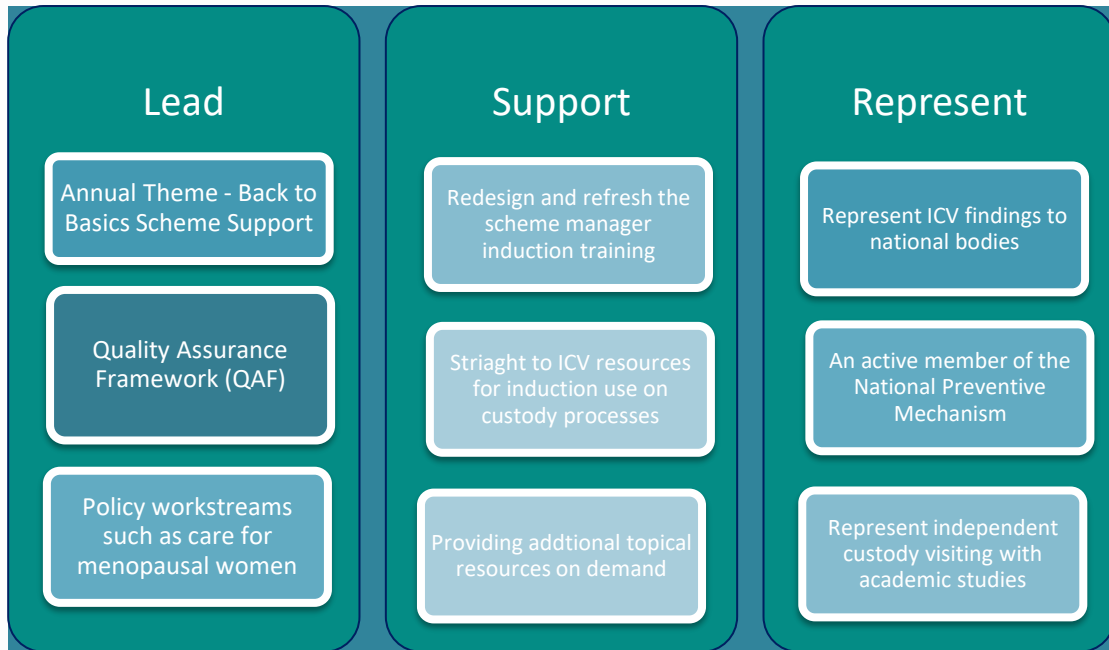 Lead
Annual Theme - Back to
Basics Scheme Support
Quality Assurance
Framework (QAF)
Policy workstreams
such as care for
menopausal women
Support
Redesign and refresh the
scheme manager
induction training
Striaght to ICV resources
for induction use on
custody processes
Providing addtional topical
resources on demand
Represent
Represent ICV findings to
national bodies
An active member of the
National Preventive
Mechanism
Represent independent
custody visiting with
academic studies